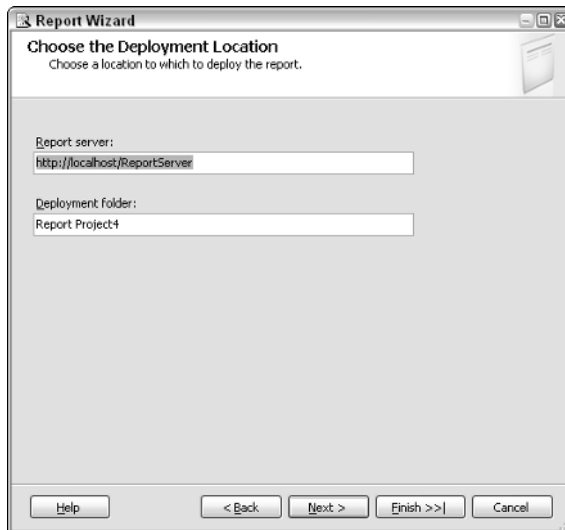 Report Wizard
Choose the Deployment Location
Choose a location to which to deploy the report.
Report server:
http://localhost/ReportServer
Deployment folder:
Report Project4
Help
< Back
Next >
Finish >>|
Cancel